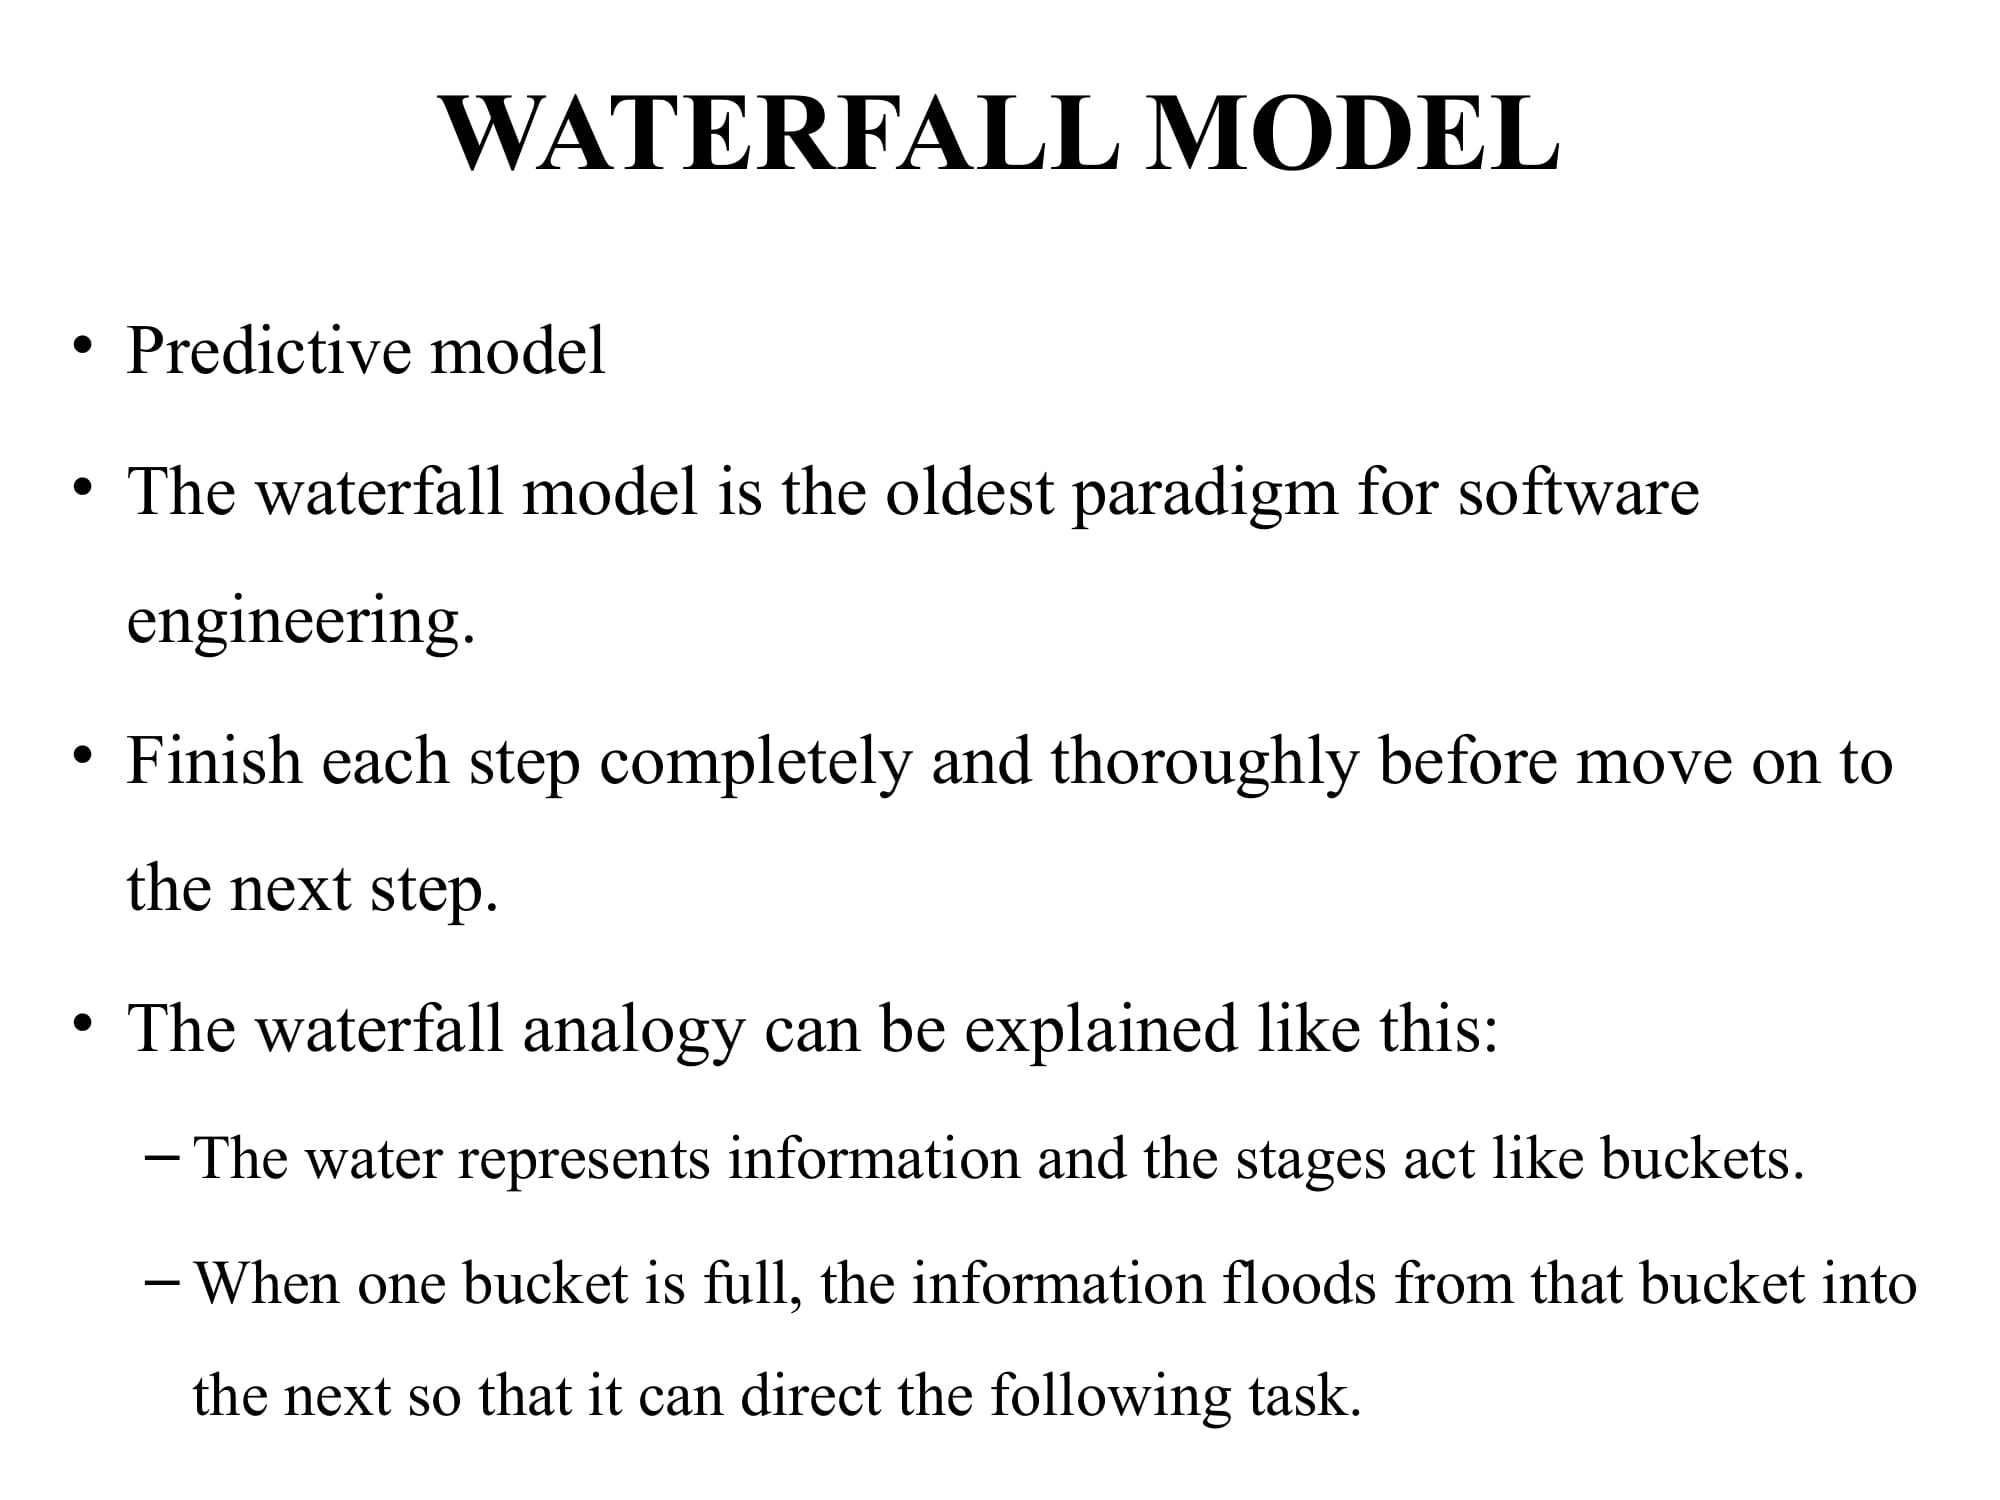 WATERFALL MODEL
• Predictive model
• The waterfall model is the oldest paradigm for software
engineering.
• Finish each step completely and thoroughly before move on to
the next step.
• The waterfall analogy can be explained like this:
– The water represents information and the stages act like buckets.
– When one bucket is full, the information floods from that bucket into
the next so that it can direct the following task.